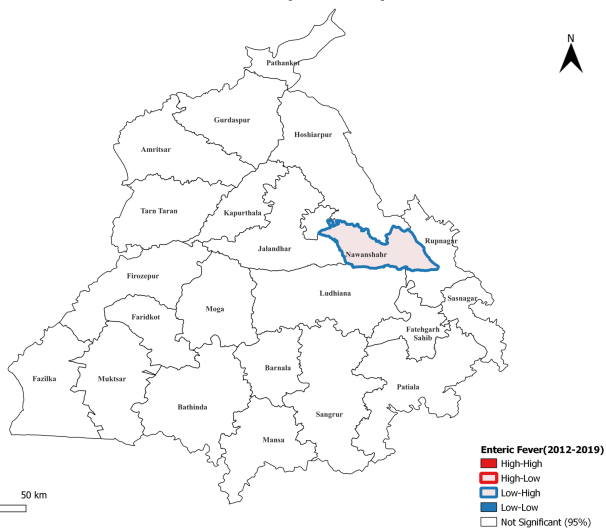 N
Pathankot
Gurdaspur
Hoshiarpur
Amritsar
Tarn Taran
Kapurthala
Rupnagar
Jalandhar
Nawanshahr
Firozepur
Ludhiana
Sasnagar
Moga
Faridkot
Fatehgarh
Sahib
Barnala
Fazilka
Muktsar
Patiala
Bathinda
Sangrur
Mansa
Enteric Fever(2012-2019)
High-High
High-Low
Low-High
Low-Low
Not Significant (95%)
50 km